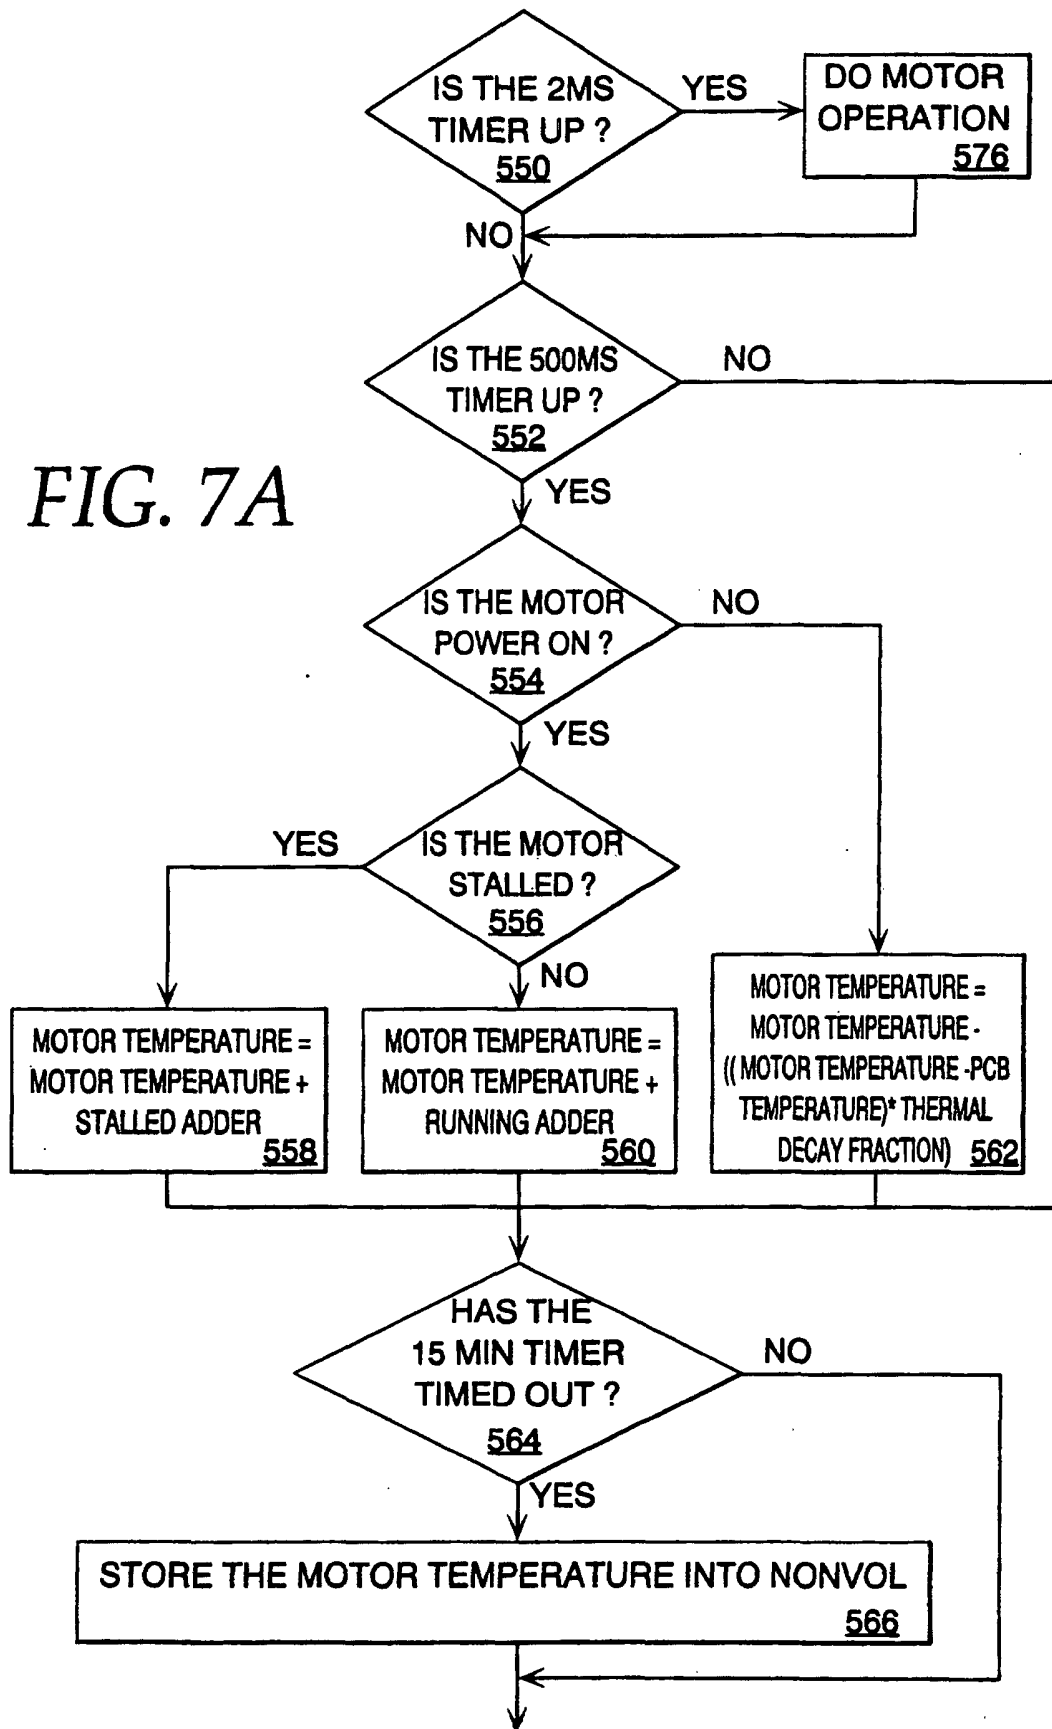 IS THE 2MS
TIMER UP ?
550
YES
DO MOTOR
OPERATION
576
NO
IS THE 500MS
TIMER UP ?
552
NO
YES
FIG. 7A
IS THE MOTOR
POWER ON ?
554
NO
YES
IS THE MOTOR
STALLED ?
556
YES
NO
MOTOR TEMPERATURE =
MOTOR TEMPERATURE +
STALLED ADDER
558
MOTOR TEMPERATURE =
MOTOR TEMPERATURE +
RUNNING ADDER
560
MOTOR TEMPERATURE =
MOTOR TEMPERATURE -
(( MOTOR TEMPERATURE -PCB
TEMPERATURE)* THERMAL
DECAY FRACTION)
562
HAS THE
15 MIN TIMER
TIMED OUT ?
564
NO
YES
STORE THE MOTOR TEMPERATURE INTO NONVOL
566